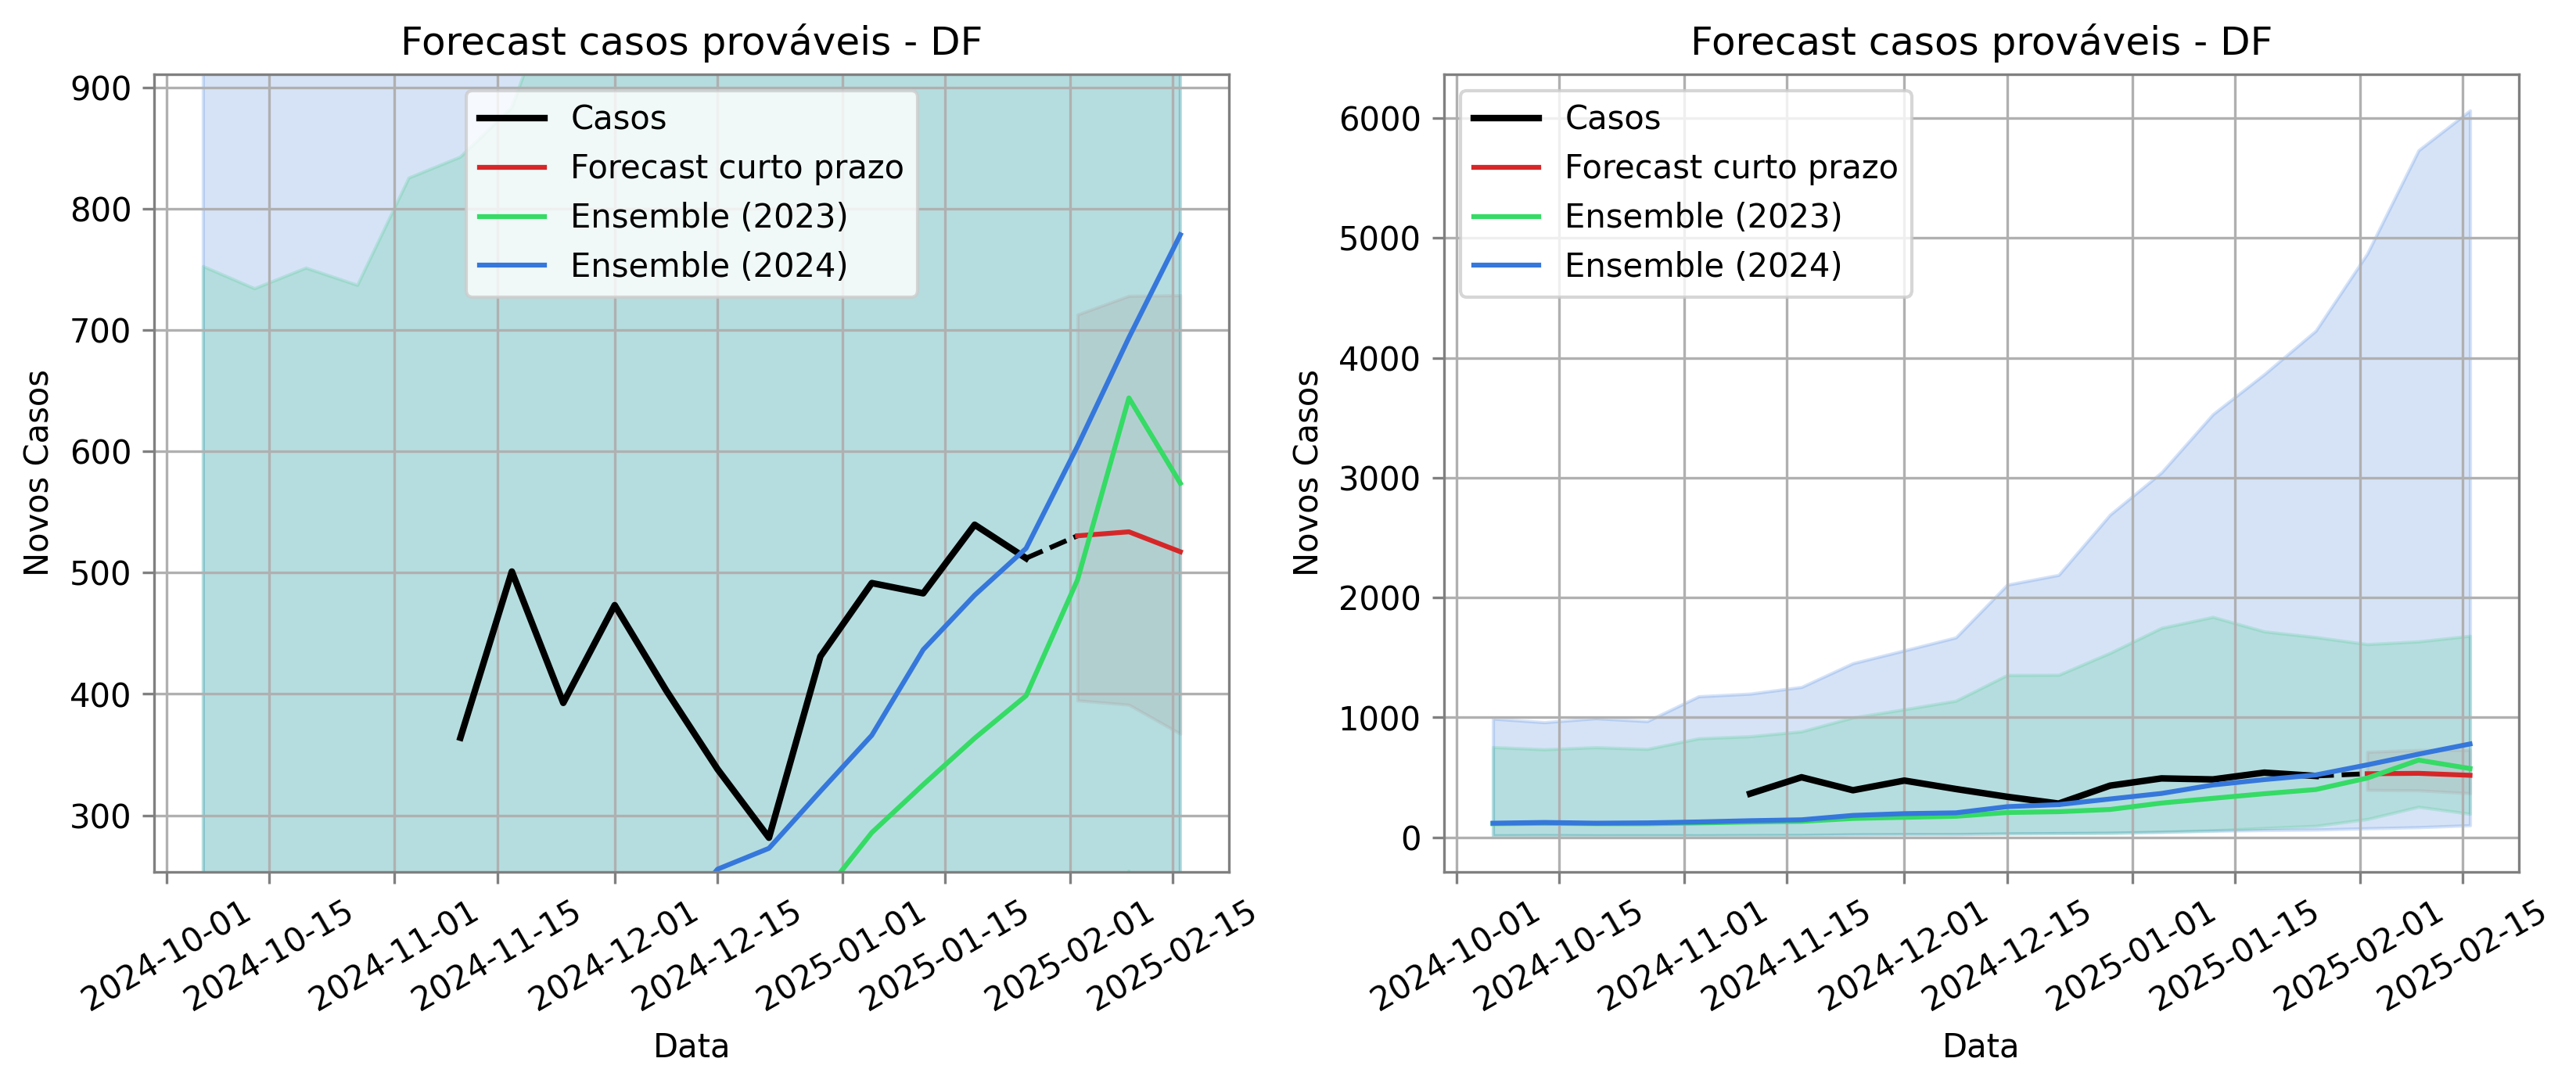 Forecast casos prováveis - DF
900
800
700
600
500
400
300
Novos Casos
Casos
Forecast curto prazo
Ensemble (2023)
Ensemble (2024)
2024-10-01
2024-10-15
2024-11-01
2024-11-15
2024-12-01
2024-12-15
2025-01-01
2025-01-15
2025-02-01
2025-02-15
Data
Forecast casos prováveis - DF
6000
5000
4000
3000
2000
1000
0
Novos Casos
Casos
Forecast curto prazo
Ensemble (2023)
Ensemble (2024)
2024-10-01
2024-10-15
2024-11-01
2024-11-15
2024-12-01
2024-12-15
2025-01-01
2025-01-15
2025-02-01
2025-02-15
Data